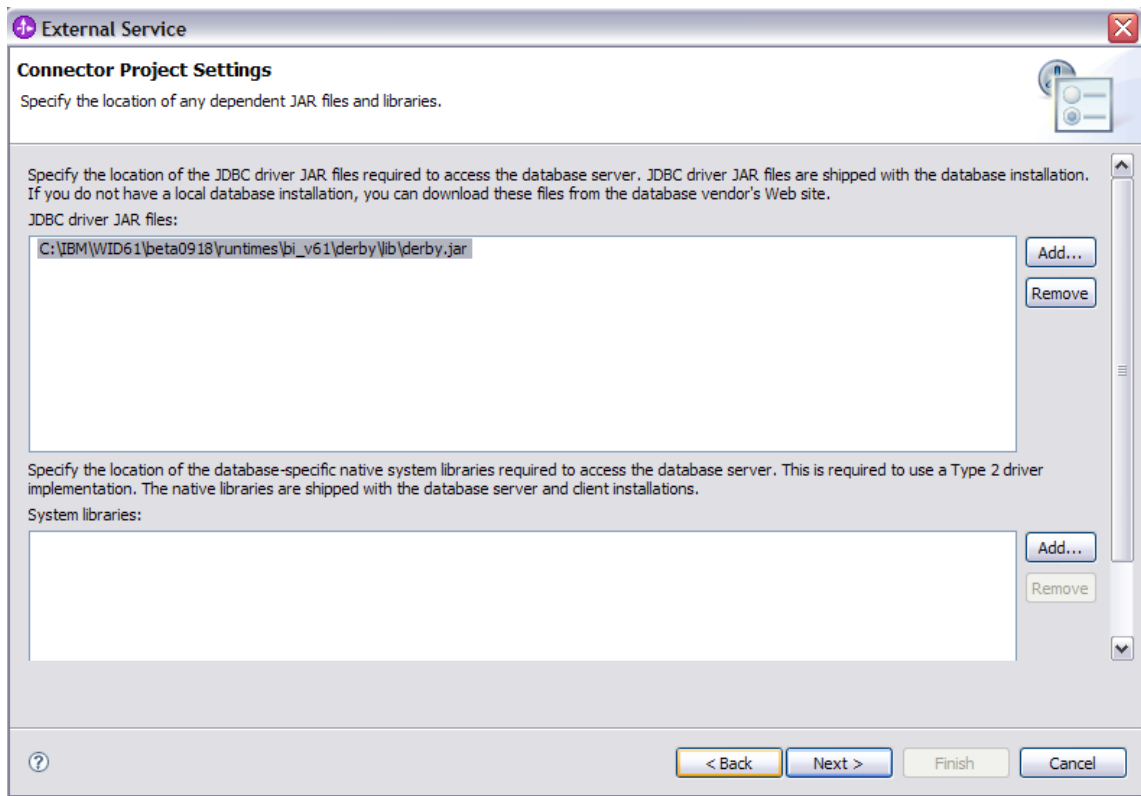 External Service
Connector Project Settings
Specify the location of any dependent JAR files and libraries.
Specify the location of the JDBC driver JAR files required to access the database server. JDBC driver JAR files are shipped with the database installation.
If you do not have a local database installation, you can download these files from the database vendor's Web site.
JDBC driver JAR files:
C:\IBM\WID61\beta0918\runtimes\bi_v61\derby\lib\derby.jar
Add...
Remove
Specify the location of the database-specific native system libraries required to access the database server. This is required to use a Type 2 driver
implementation. The native libraries are shipped with the database server and client installations.
System libraries:
Add...
Remove
?
< Back
Next >
Finish
Cancel